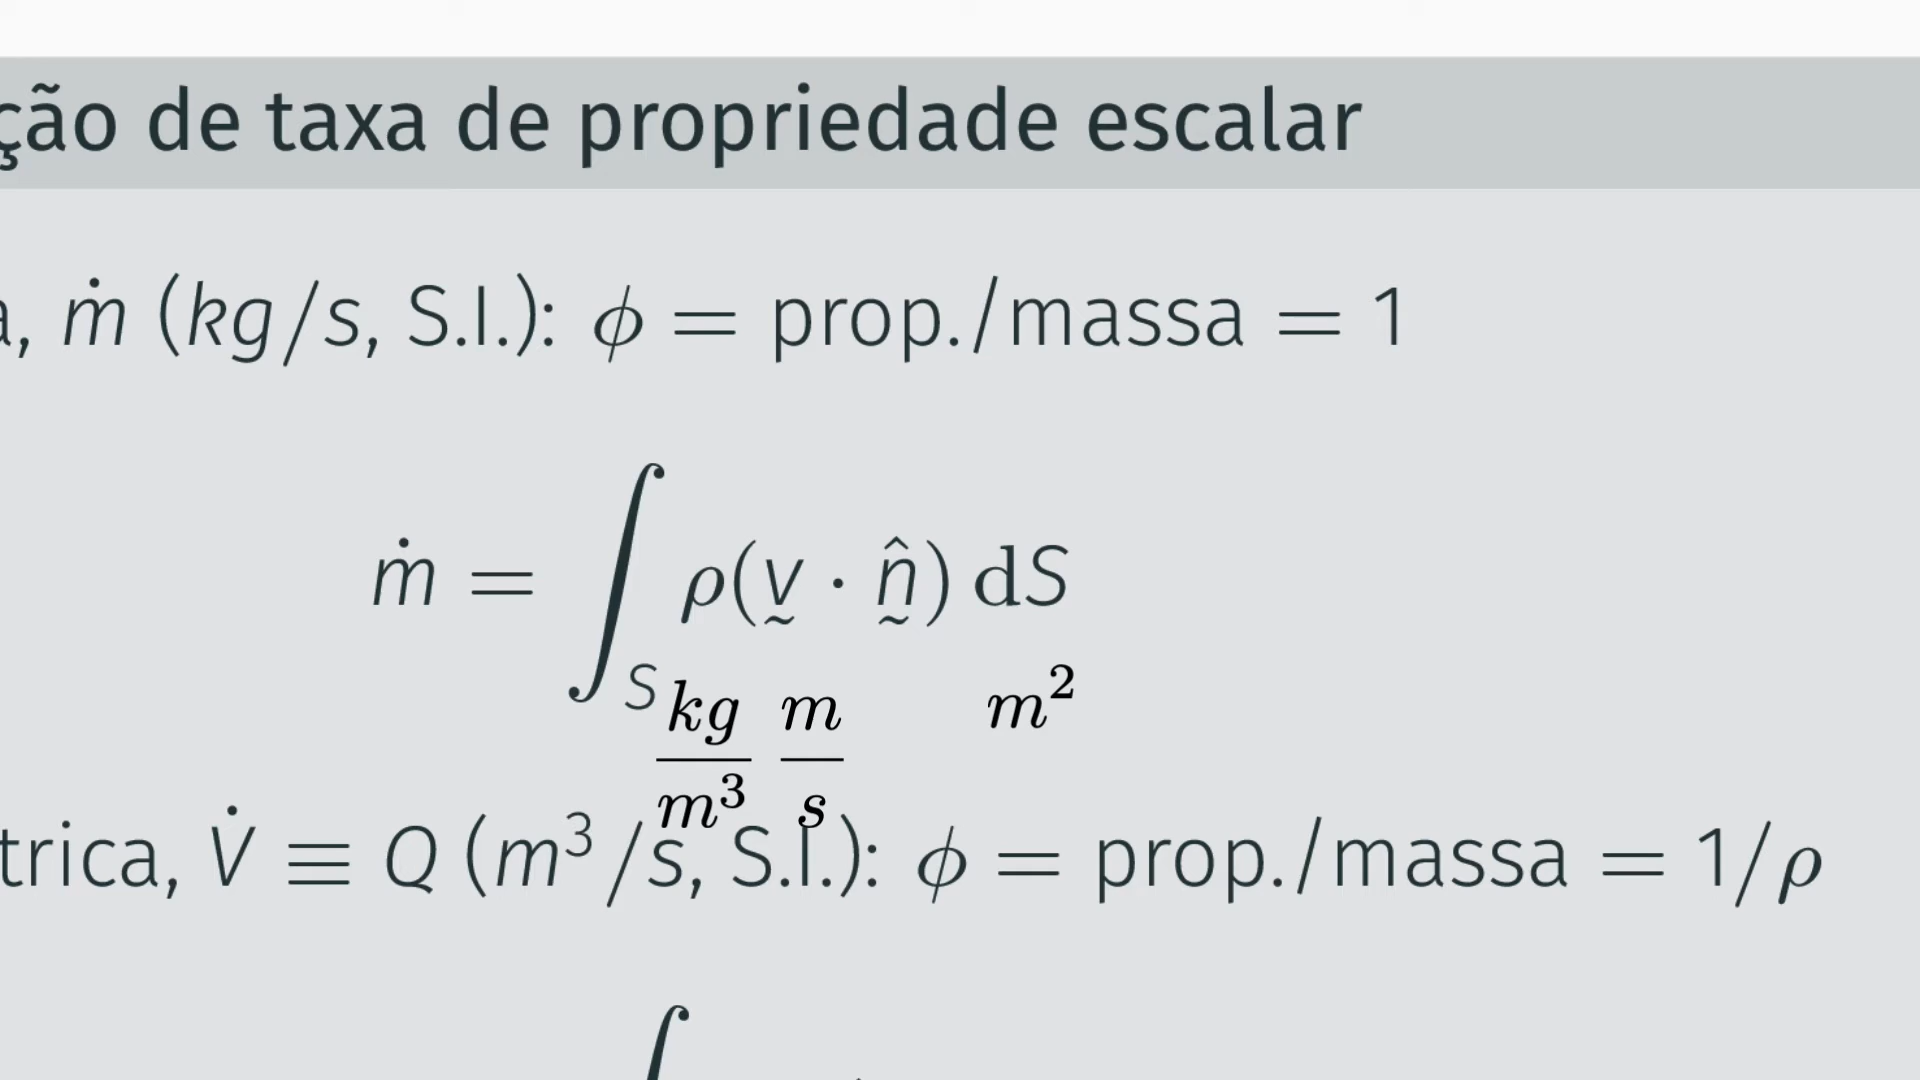 ção de taxa de propriedade escalar
a, ṁ (kg/s, S.I.): ϕ = prop./massa = 1
ṁ = ∫_S ρ(v̰ · n̰̂) dS
kg/m³ m/s m²
trica, V̇ ≡ Q (m³/s, S.I.): ϕ = prop./massa = 1/ρ
∫